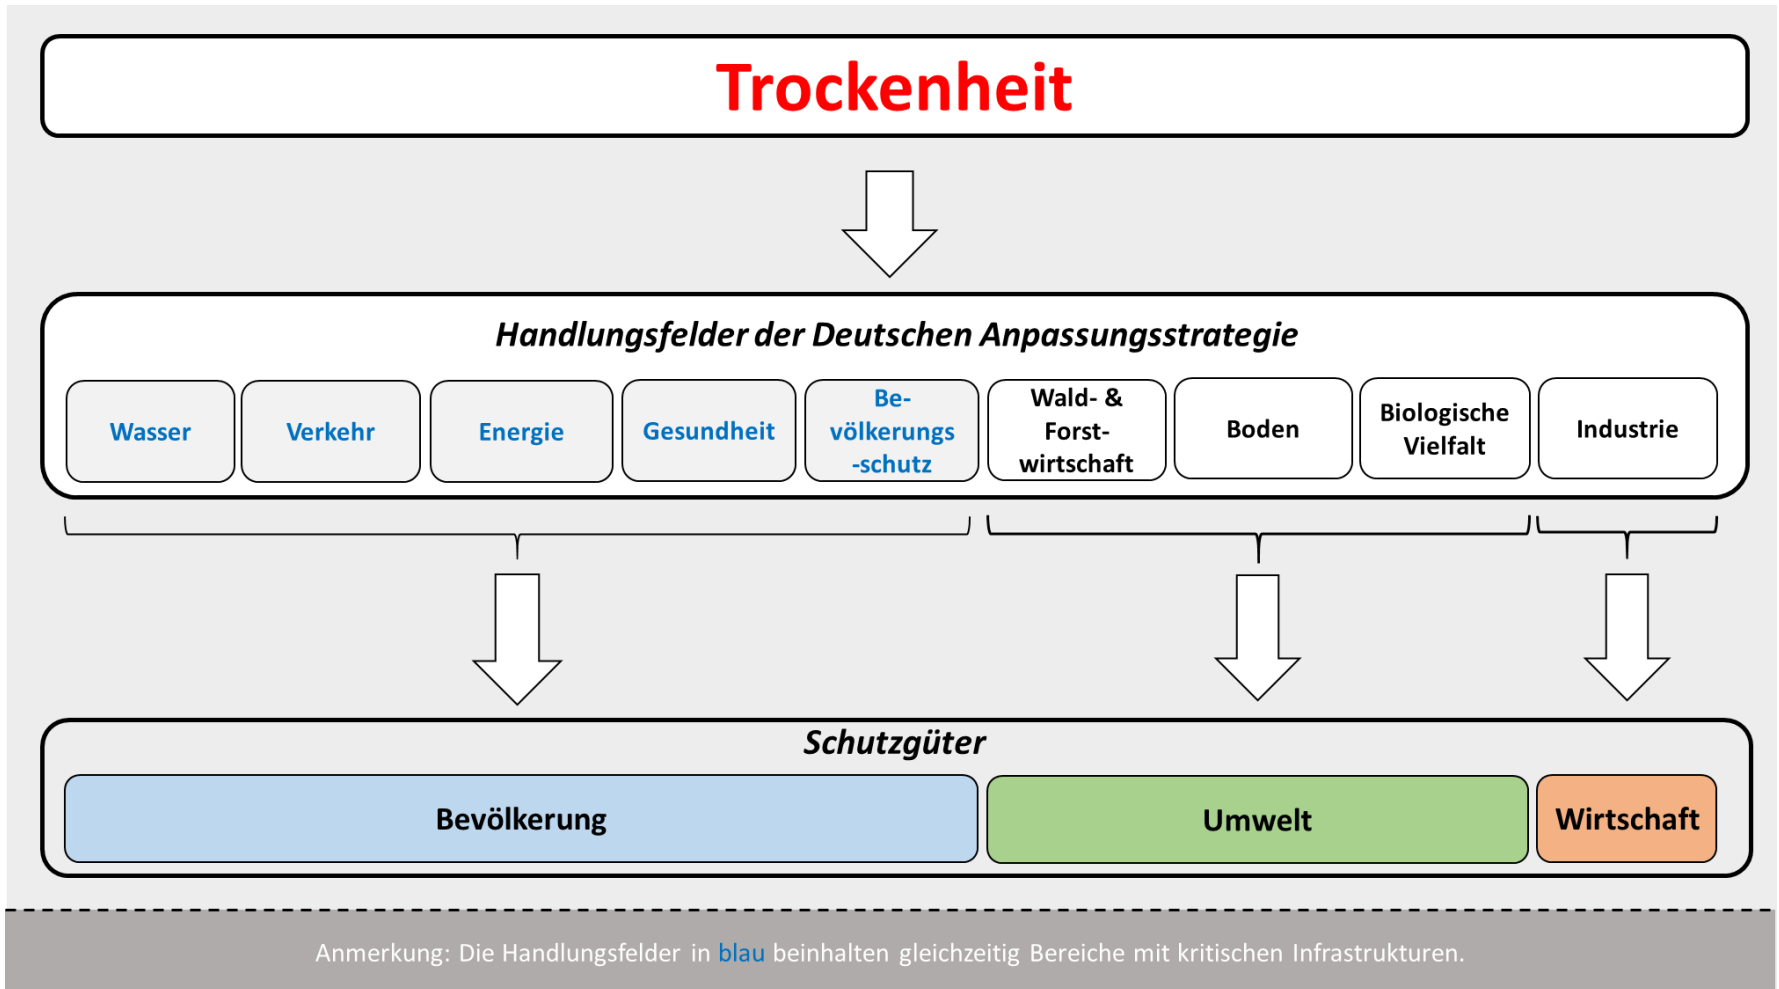 Trockenheit
Handlungsfelder der Deutschen Anpassungsstrategie
Wasser
Verkehr
Energie
Gesundheit
Be-
völkerungs
-schutz
Wald- &
Forst-
wirtschaft
Boden
Biologische
Vielfalt
Industrie
Schutzgüter
Bevölkerung
Umwelt
Wirtschaft
Anmerkung: Die Handlungsfelder in blau beinhalten gleichzeitig Bereiche mit kritischen Infrastrukturen.